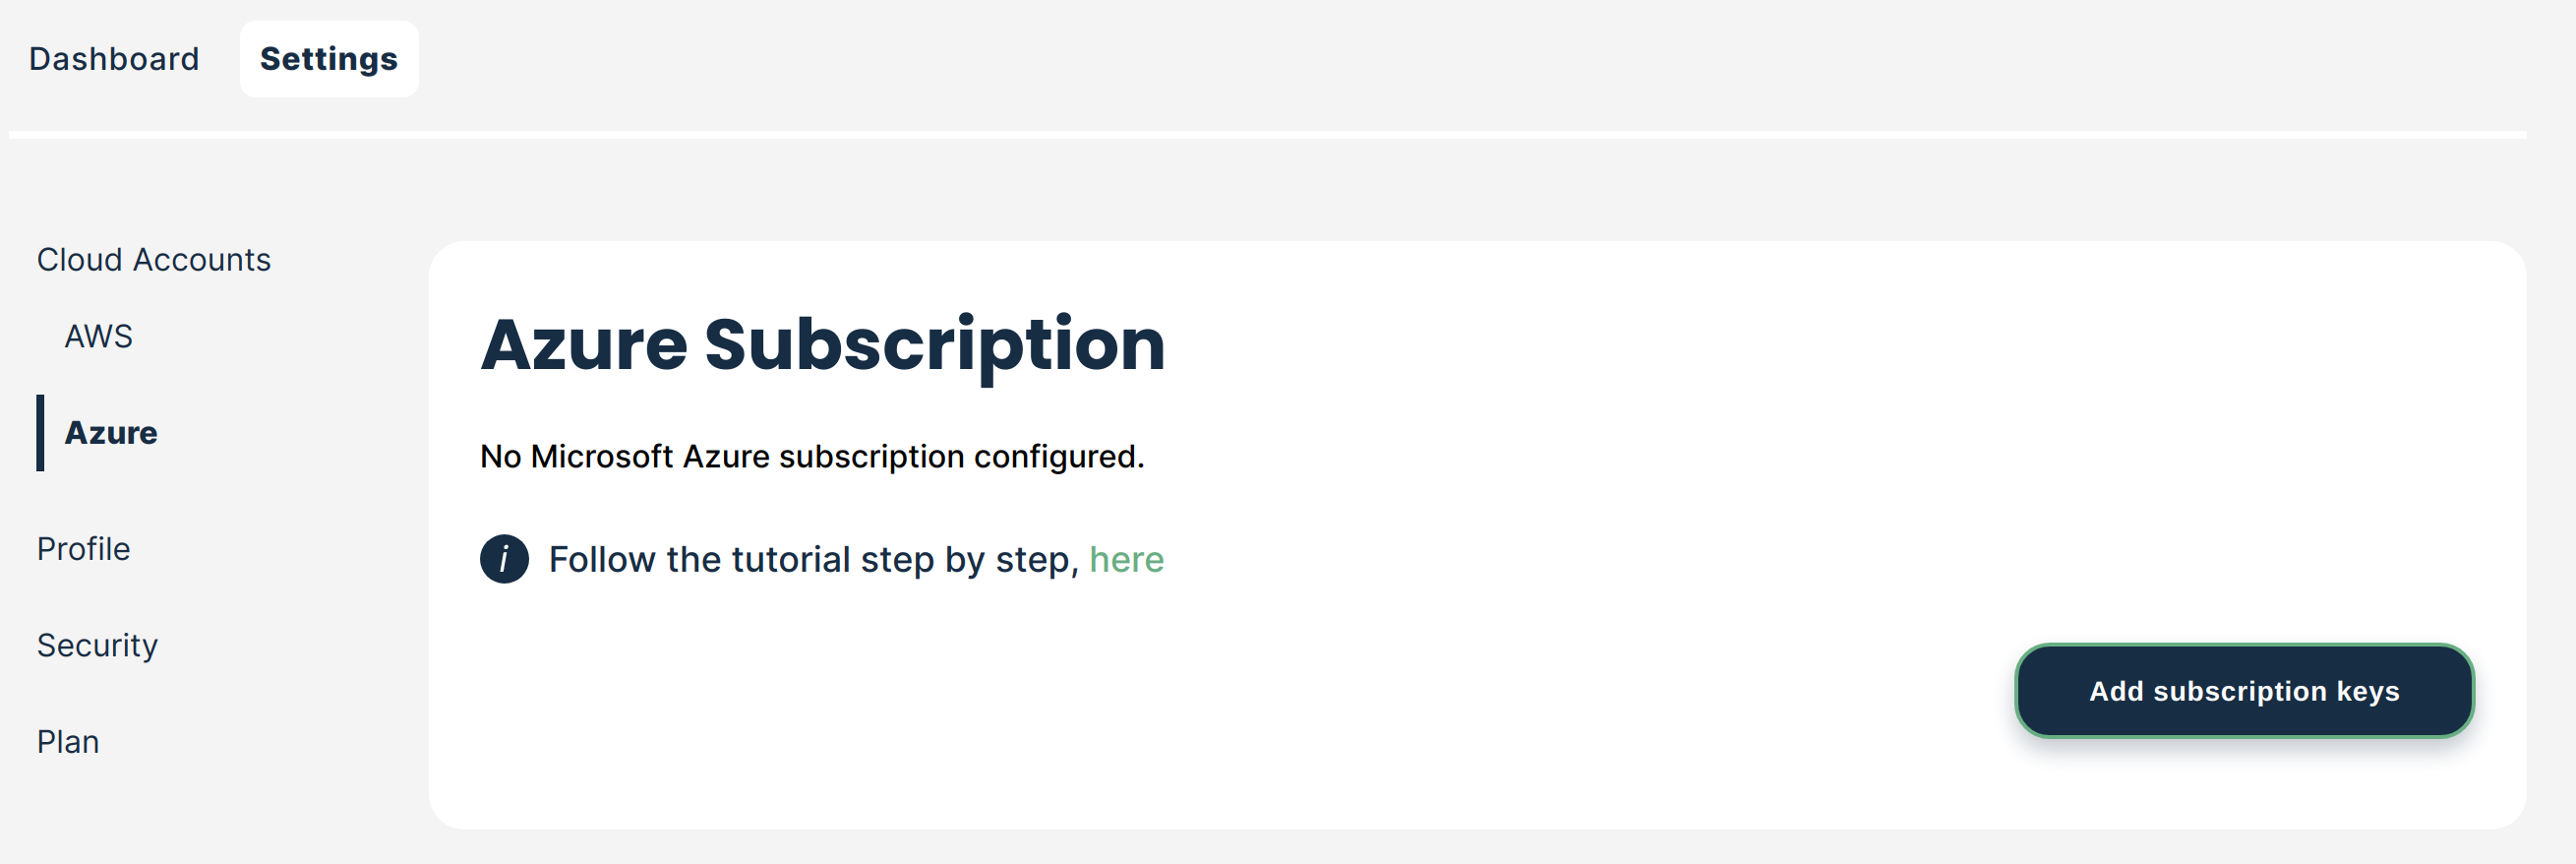 Dashboard Settings
Cloud Accounts
AWS
Azure
Profile
Security
Plan
Azure Subscription
No Microsoft Azure subscription configured.
i Follow the tutorial step by step, here
Add subscription keys